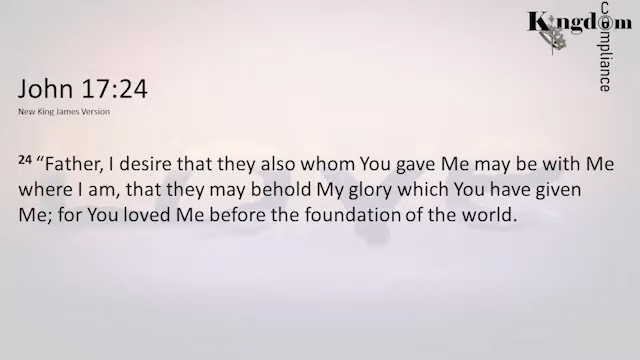 Kingdom
Compliance
John 17:24
New King James Version
24 “Father, I desire that they also whom You gave Me may be with Me
where I am, that they may behold My glory which You have given
Me; for You loved Me before the foundation of the world.